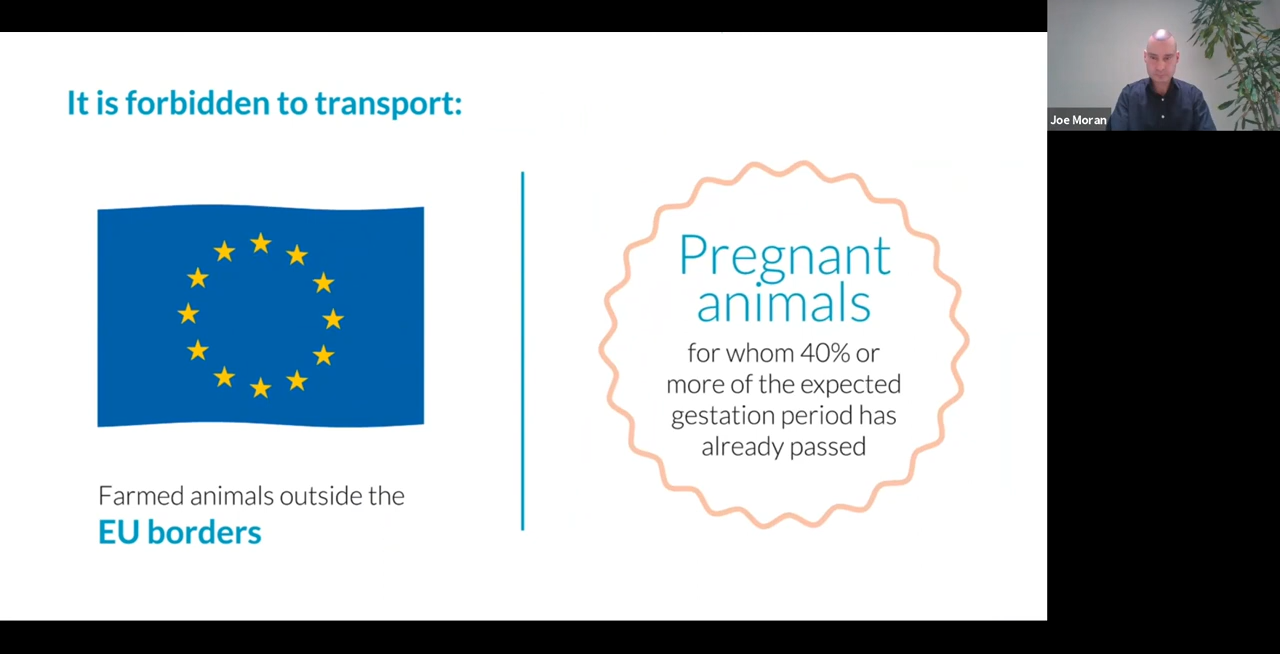 It is forbidden to transport:
Farmed animals outside the
EU borders
Pregnant
animals
for whom 40% or
more of the expected
gestation period has
already passed
Joe Moran